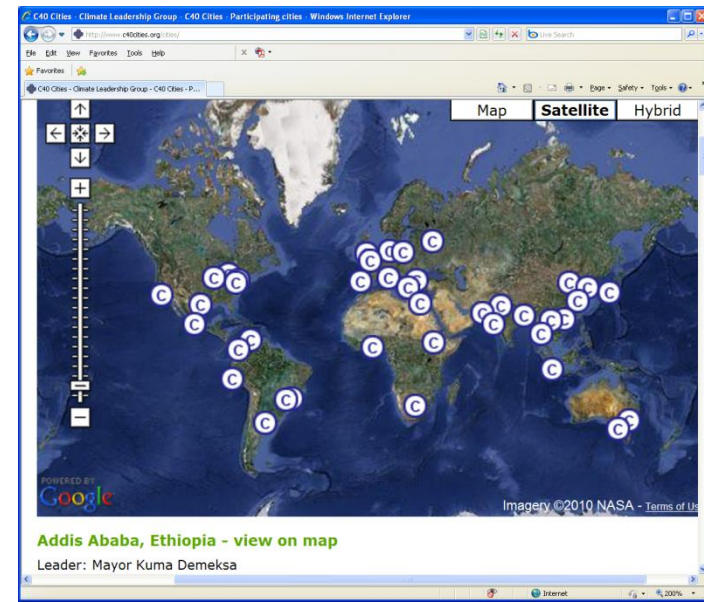 C40 Cities - Climate Leadership Group - C40 Cities - Participating cities - Windows Internet Explorer
http://www.c40cities.org/cities/
Live Search
File Edit View Favorites Tools Help
Favorites
C40 Cities - Climate Leadership Group - C40 Cities - P...
Page Safety Tools
Map Satellite Hybrid
C C C C C C C C C C C C C C C C C C C C C C C C C C C C C C C C C C C C
POWERED BY
Google
Imagery ©2010 NASA - Terms of Us
Addis Ababa, Ethiopia - view on map
Leader: Mayor Kuma Demeksa
Internet
200%